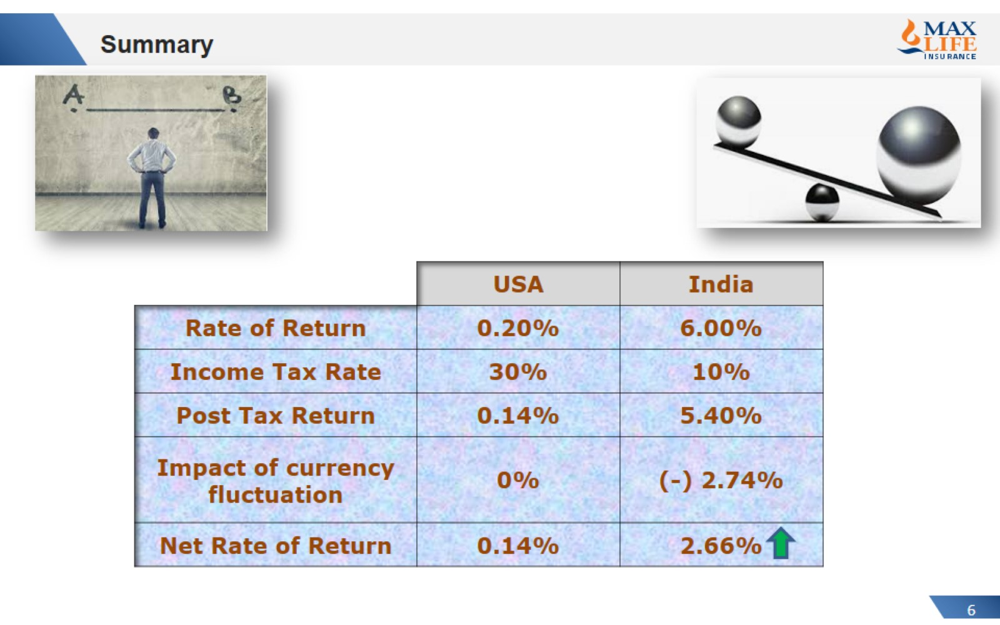 Summary
MAX
LIFE
INSURANCE
A B
USA India
Rate of Return 0.20% 6.00%
Income Tax Rate 30% 10%
Post Tax Return 0.14% 5.40%
Impact of currency
fluctuation 0% (-) 2.74%
Net Rate of Return 0.14% 2.66%
6